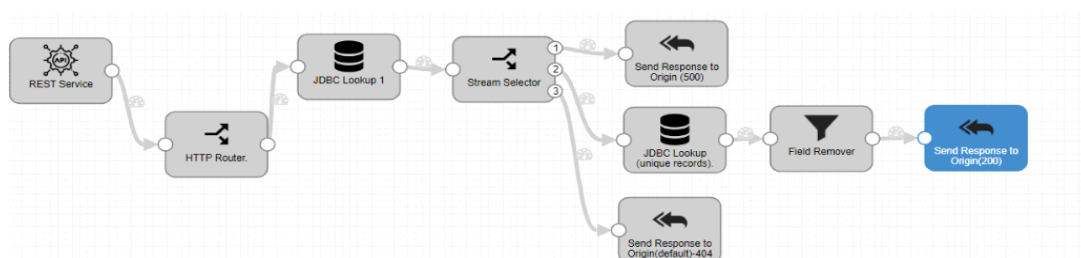 API
REST Service
HTTP Router.
JDBC Lookup 1
Stream Selector
1
2
3
Send Response to
Origin (500)
JDBC Lookup
(unique records).
Field Remover
Send Response to
Origin(200)
Send Response to
Origin(default)-404